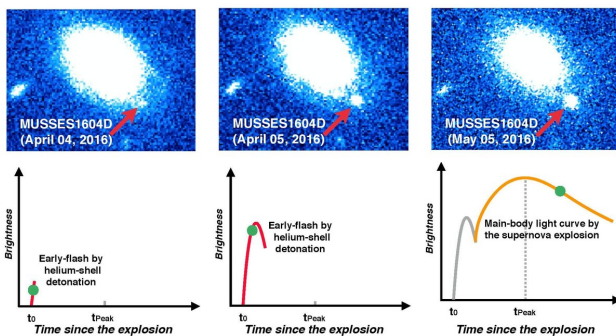 MUSSES1604D
(April 04, 2016)
MUSSES1604D
(April 05, 2016)
MUSSES1604D
(May 05, 2016)
Brightness
Early-flash by
helium-shell
detonation
t0
tPeak
Time since the explosion
Brightness
Early-flash by
helium-shell
detonation
t0
tPeak
Time since the explosion
Brightness
Main-body light curve by
the supernova explosion
t0
tPeak
Time since the explosion